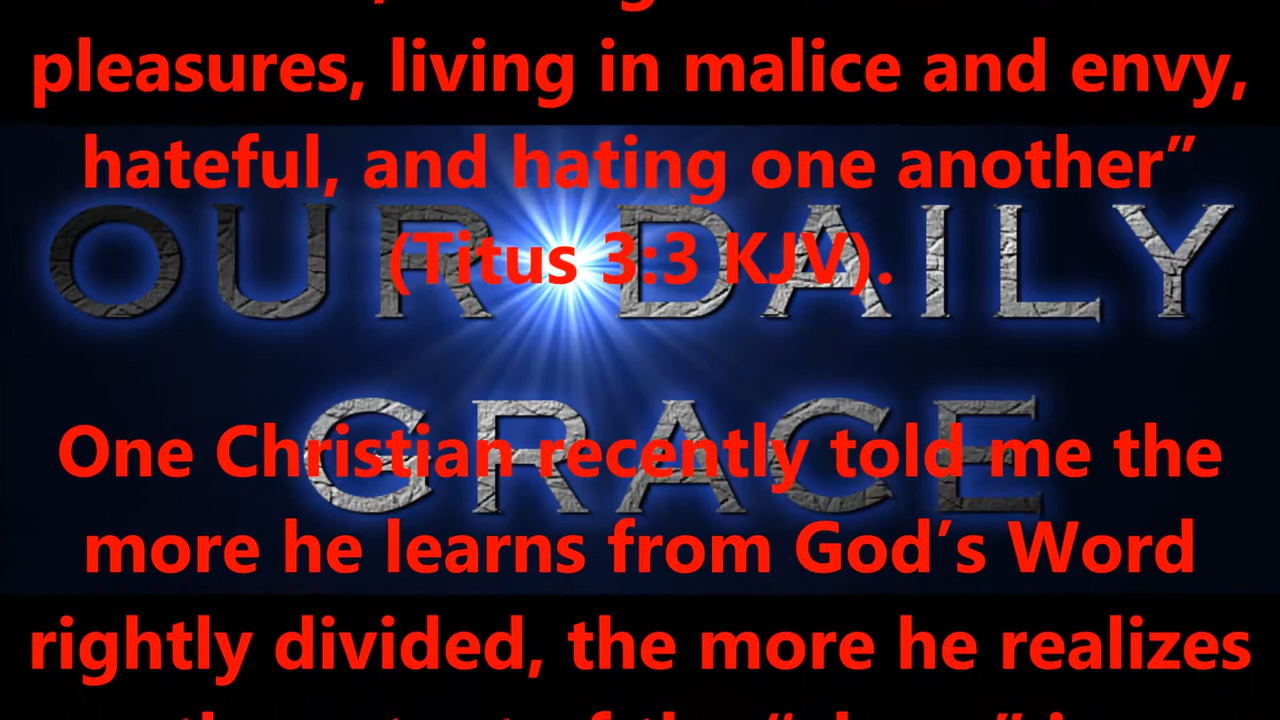 pleasures, living in malice and envy,
hateful, and hating one another”
(Titus 3:3 KJV).
OUR DAILY
GRACE
One Christian recently told me the
more he learns from God’s Word
rightly divided, the more he realizes